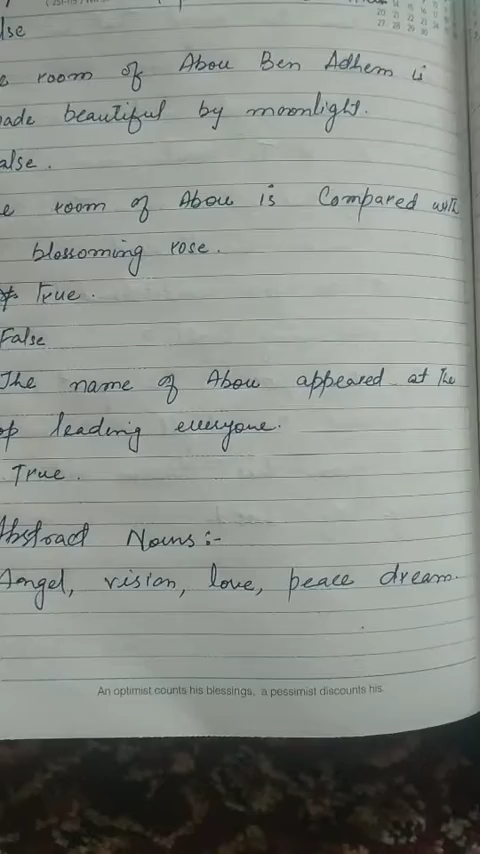 lse
room of Abou Ben Adhem is
ade beautiful by moonlight.
alse.
e room of Abou is Compared with
blossoming rose.
True.
False
The name of Abou appeared at the
op leading everyone.
True.
Abstract Nouns:-
Aengel, vision, love, peace dream.
An optimist counts his blessings, a pessimist discounts his.